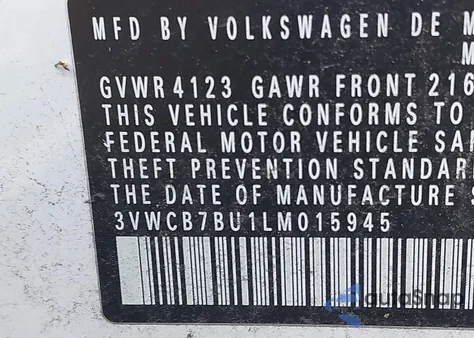 MFD BY VOLKSWAGEN DE M
M
GVWR 4123 GAWR FRONT 216
THIS VEHICLE CONFORMS TO
FEDERAL MOTOR VEHICLE SA
THEFT PREVENTION STANDAR
THE DATE OF MANUFACTURE S
3VWCB7BU1LM015945
AutoSnap